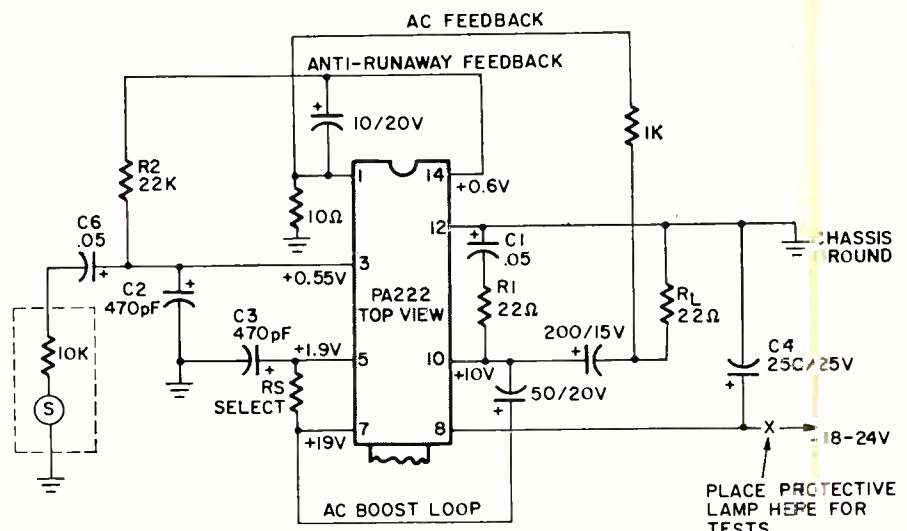 AC FEEDBACK
ANTI-RUNAWAY FEEDBACK
+
10/20V
1K
R2
22K
1
14
+0.6V
10Ω
12
C6
.05
+
3
+0.55V
+
C1
.05
CHASSIS
GROUND
C2
470pF
+
PA222
TOP VIEW
R1
22Ω
RL
22Ω
10K
C3
470pF
+
+1.9V
5
10
+10V
200/15V
+
C4
250/25V
+
S
RS
SELECT
50/20V
+
7
+19V
8
X
18-24V
AC BOOST LOOP
PLACE PROTECTIVE
LAMP HERE FOR
TESTS